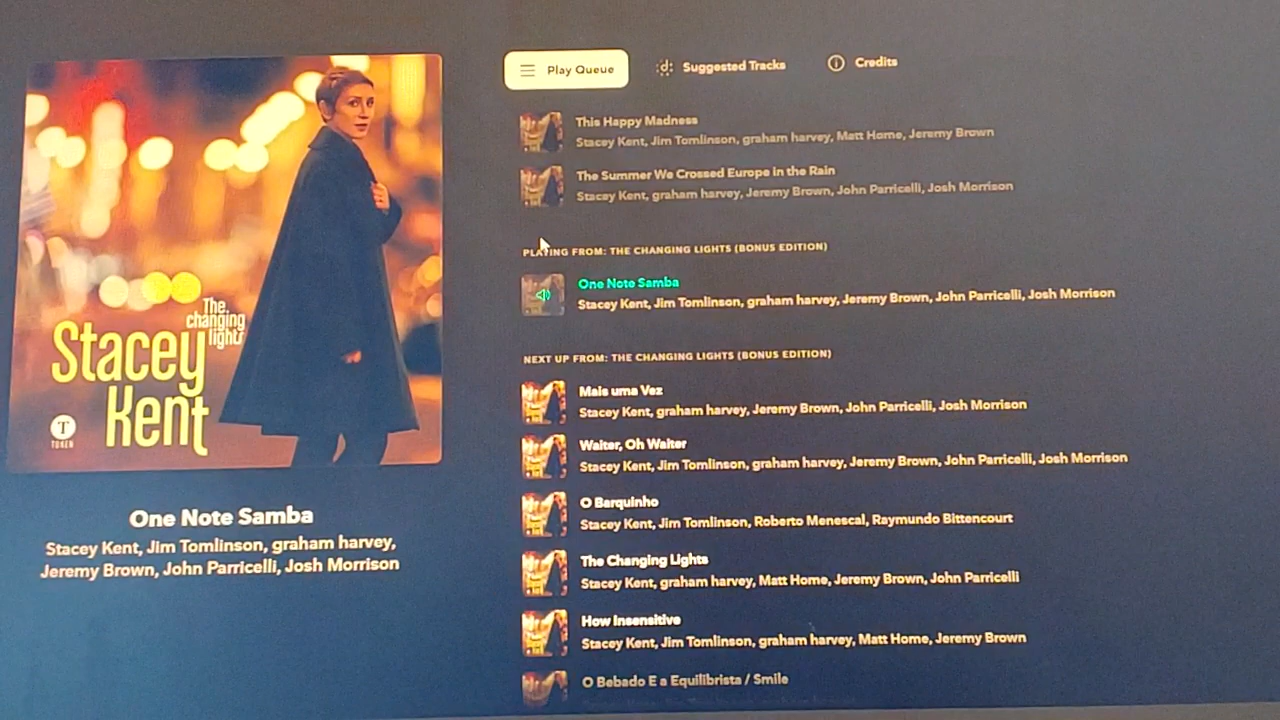 Play Queue
Suggested Tracks
Credits
This Happy Madness
Stacey Kent, Jim Tomlinson, graham harvey, Matt Home, Jeremy Brown
The Summer We Crossed Europe in the Rain
Stacey Kent, graham harvey, Jeremy Brown, John Parricelli, Josh Morrison
PLAYING FROM: THE CHANGING LIGHTS (BONUS EDITION)
One Note Samba
Stacey Kent, Jim Tomlinson, graham harvey, Jeremy Brown, John Parricelli, Josh Morrison
NEXT UP FROM: THE CHANGING LIGHTS (BONUS EDITION)
Mais uma Vez
Stacey Kent, graham harvey, Jeremy Brown, John Parricelli, Josh Morrison
Waiter, Oh Waiter
Stacey Kent, Jim Tomlinson, graham harvey, Jeremy Brown, John Parricelli, Josh Morrison
O Barquinho
Stacey Kent, Jim Tomlinson, Roberto Menescal, Raymundo Bittencourt
The Changing Lights
Stacey Kent, graham harvey, Matt Home, Jeremy Brown, John Parricelli
How Insensitive
Stacey Kent, Jim Tomlinson, graham harvey, Matt Home, Jeremy Brown
O Bebado E a Equilibrista / Smile
The
changing
lights
Stacey
Kent
T
TOKEN
One Note Samba
Stacey Kent, Jim Tomlinson, graham harvey,
Jeremy Brown, John Parricelli, Josh Morrison